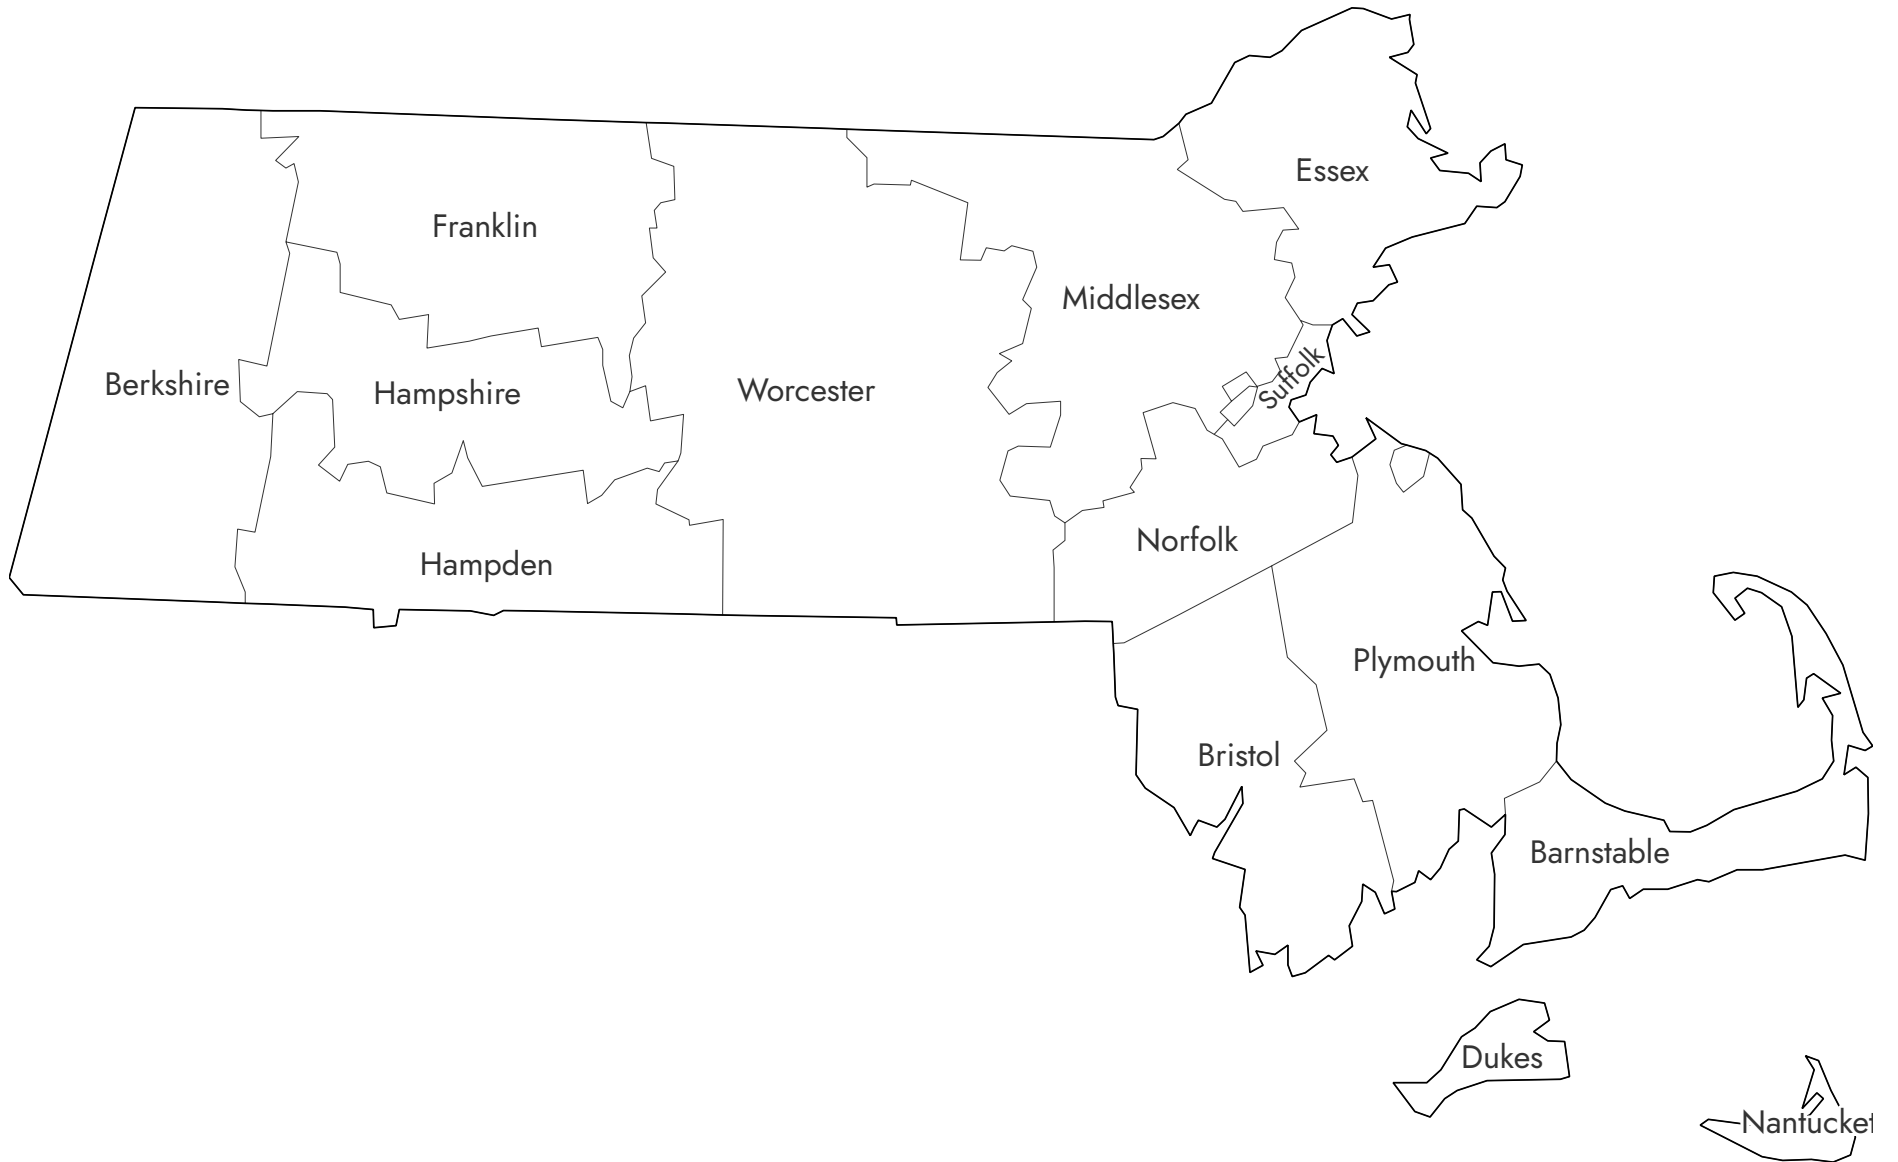 Essex
Franklin
Middlesex
Suffolk
Berkshire
Hampshire
Worcester
Norfolk
Hampden
Plymouth
Bristol
Barnstable
Dukes
Nantucket